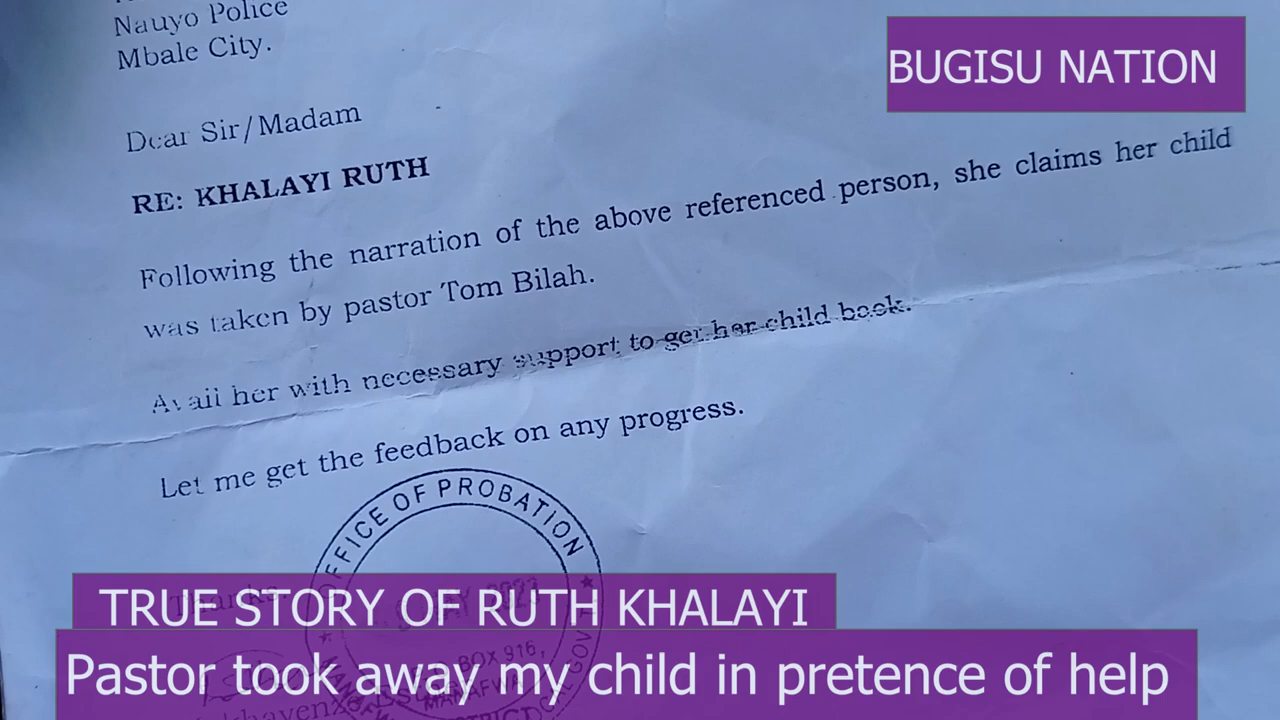 Nauyo Police
Mbale City.
BUGISU NATION
Dear Sir/Madam
RE: KHALAYI RUTH
Following the narration of the above referenced person, she claims her child
was taken by pastor Tom Bilah.
Avail her with necessary support to get her child back.
Let me get the feedback on any progress.
OFFICE OF PROBATION
Thanks.
TRUE STORY OF RUTH KHALAYI
BOX 916,
Pastor took away my child in pretence of help